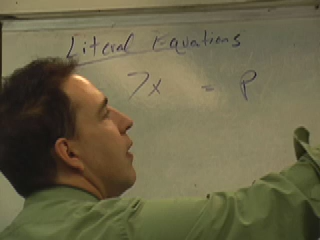 Literal Equations
7x = p